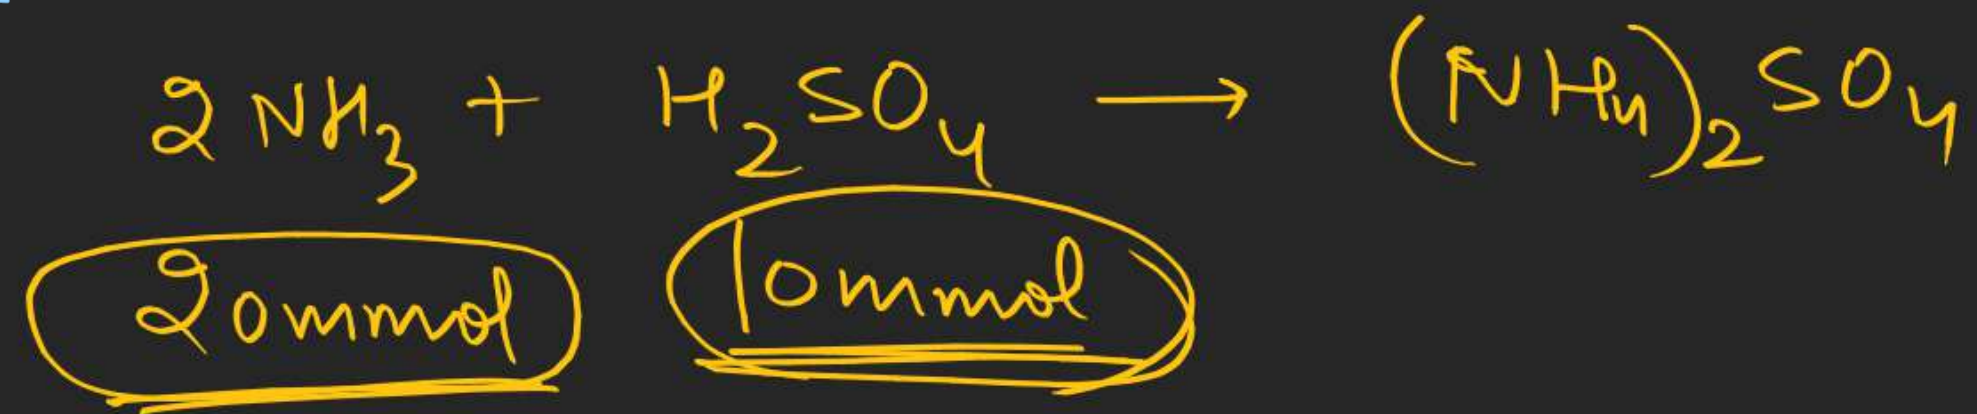 2NH₃ + H₂SO₄ → (NH₄)₂SO₄
20mmol 10mmol